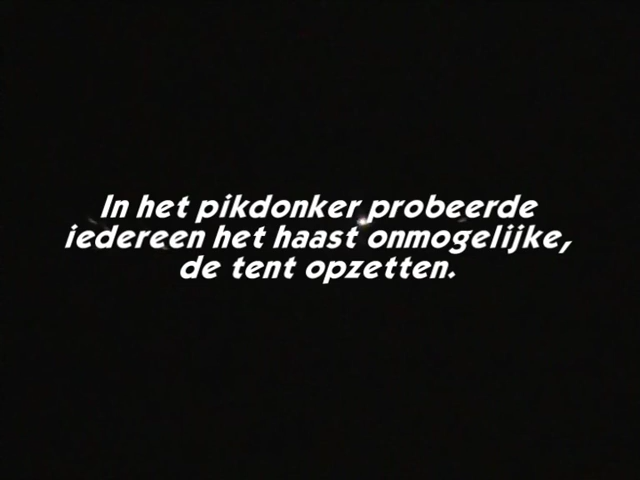 In het pikdonker probeerde
iedereen het haast onmogelijke,
de tent opzetten.